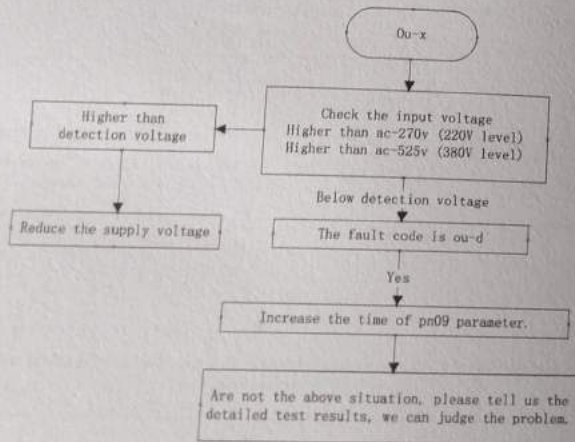 Ou-x
Check the input voltage
Higher than ac-270v (220V level)
Higher than ac-525v (380V level)
Higher than
detection voltage
Reduce the supply voltage
Below detection voltage
The fault code is ou-d
Yes
Increase the time of pn09 parameter.
Are not the above situation, please tell us the
detailed test results, we can judge the problem.